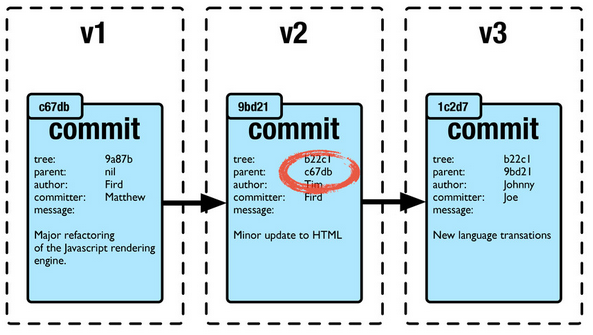 v1
c67db
commit
tree: 9a87b
parent: nil
author: Fird
committer: Matthew
message:
Major refactoring
of the Javascript rendering
engine.
v2
9bd21
commit
tree: b22c1
parent: c67db
author: Tim
committer: Fird
message:
Minor update to HTML
v3
1c2d7
commit
tree: b22c1
parent: 9bd21
author: Johnny
committer: Joe
message:
New language transations